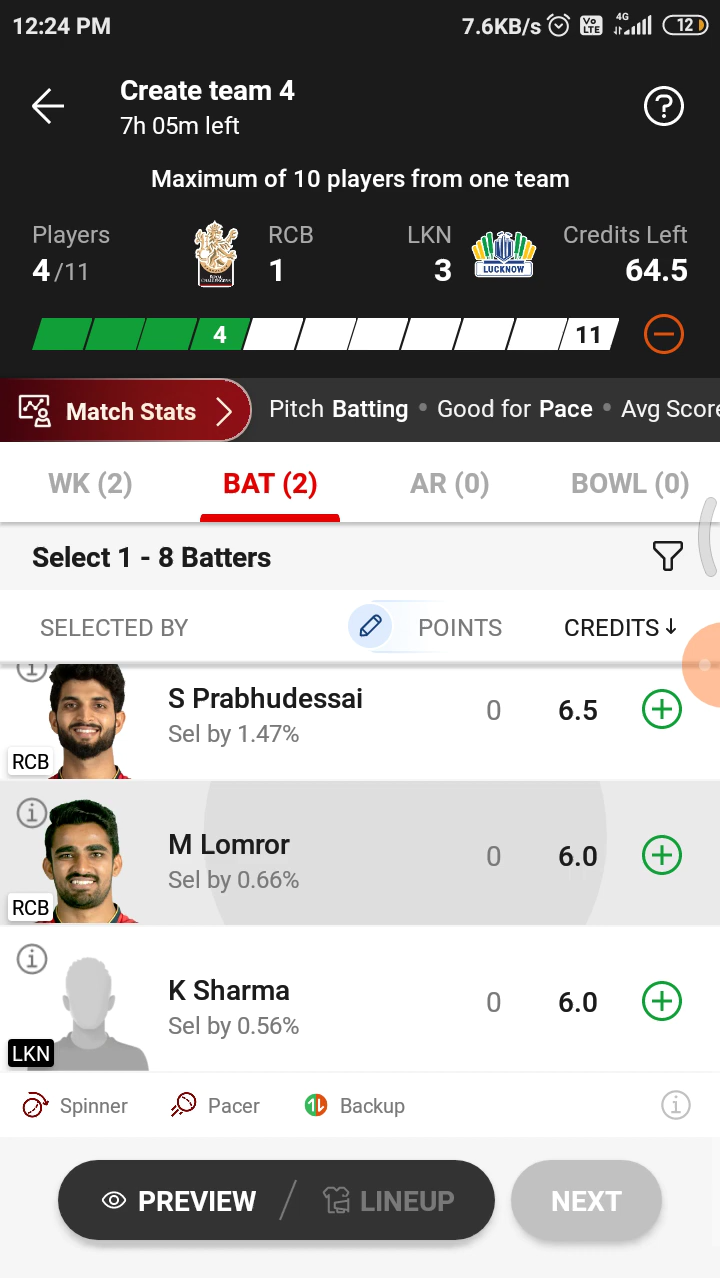 12:24 PM 7.6KB/s Vo LTE 4G 12
Create team 4
7h 05m left
Maximum of 10 players from one team
Players RCB LKN Credits Left
4/11 1 3 LUCKNOW 64.5
4 11
Match Stats Pitch Batting • Good for Pace • Avg Score
WK (2) BAT (2) AR (0) BOWL (0)
Select 1 - 8 Batters
SELECTED BY POINTS CREDITS↓
S Prabhudessai 0 6.5
Sel by 1.47%
RCB
M Lomror 0 6.0
Sel by 0.66%
RCB
K Sharma 0 6.0
Sel by 0.56%
LKN
Spinner Pacer Backup
PREVIEW / LINEUP NEXT